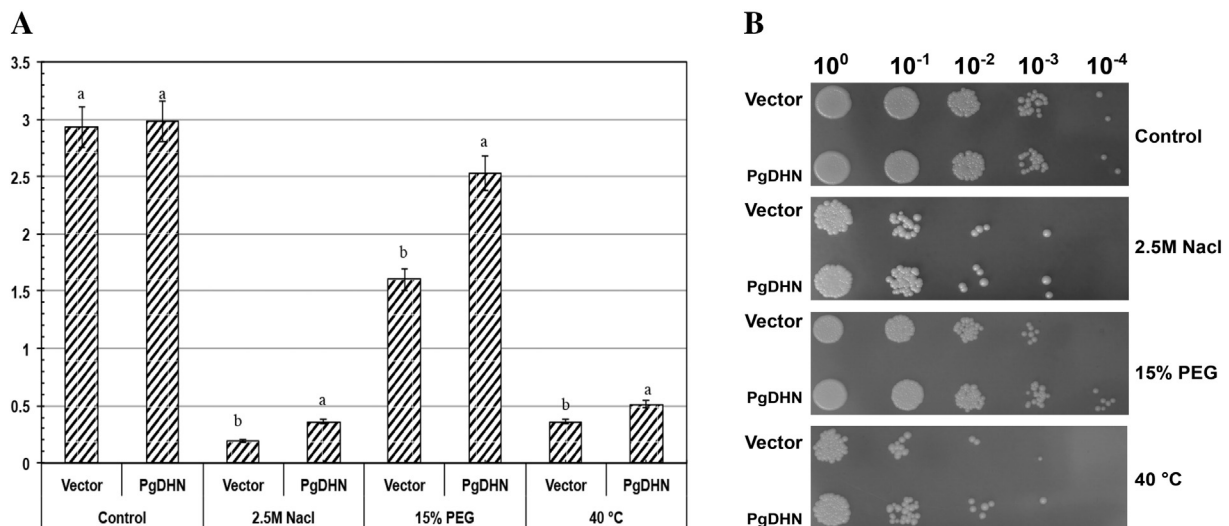 A
3.5
3
2.5
2
1.5
1
0.5
0
a
a
b
a
b
a
b
a
Vector PgDHN Vector PgDHN Vector PgDHN Vector PgDHN
Control 2.5M Nacl 15% PEG 40 °C
B
10⁰ 10⁻¹ 10⁻² 10⁻³ 10⁻⁴
Vector
Control
PgDHN
Vector
2.5M Nacl
PgDHN
Vector
15% PEG
PgDHN
Vector
40 °C
PgDHN